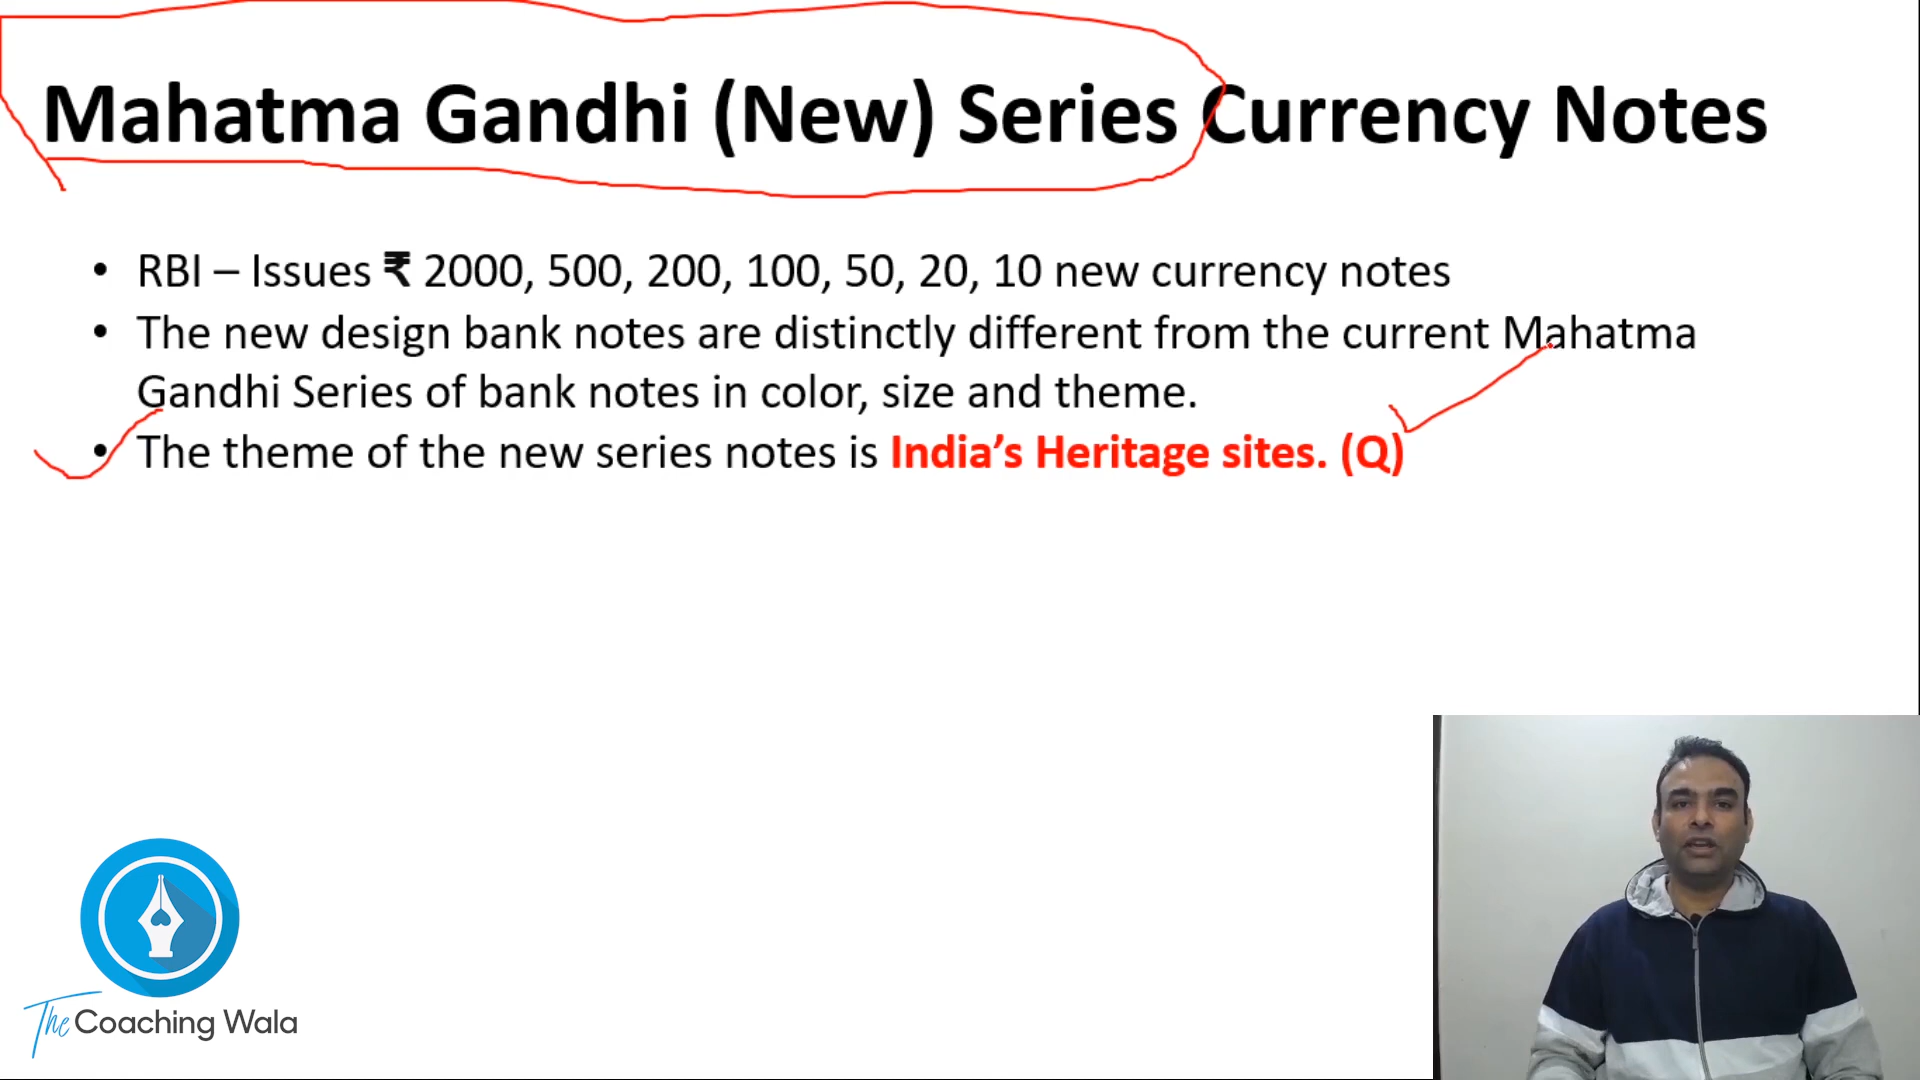 Mahatma Gandhi (New) Series Currency Notes
• RBI – Issues ₹ 2000, 500, 200, 100, 50, 20, 10 new currency notes
• The new design bank notes are distinctly different from the current Mahatma
Gandhi Series of bank notes in color, size and theme.
• The theme of the new series notes is India’s Heritage sites. (Q)
The Coaching Wala